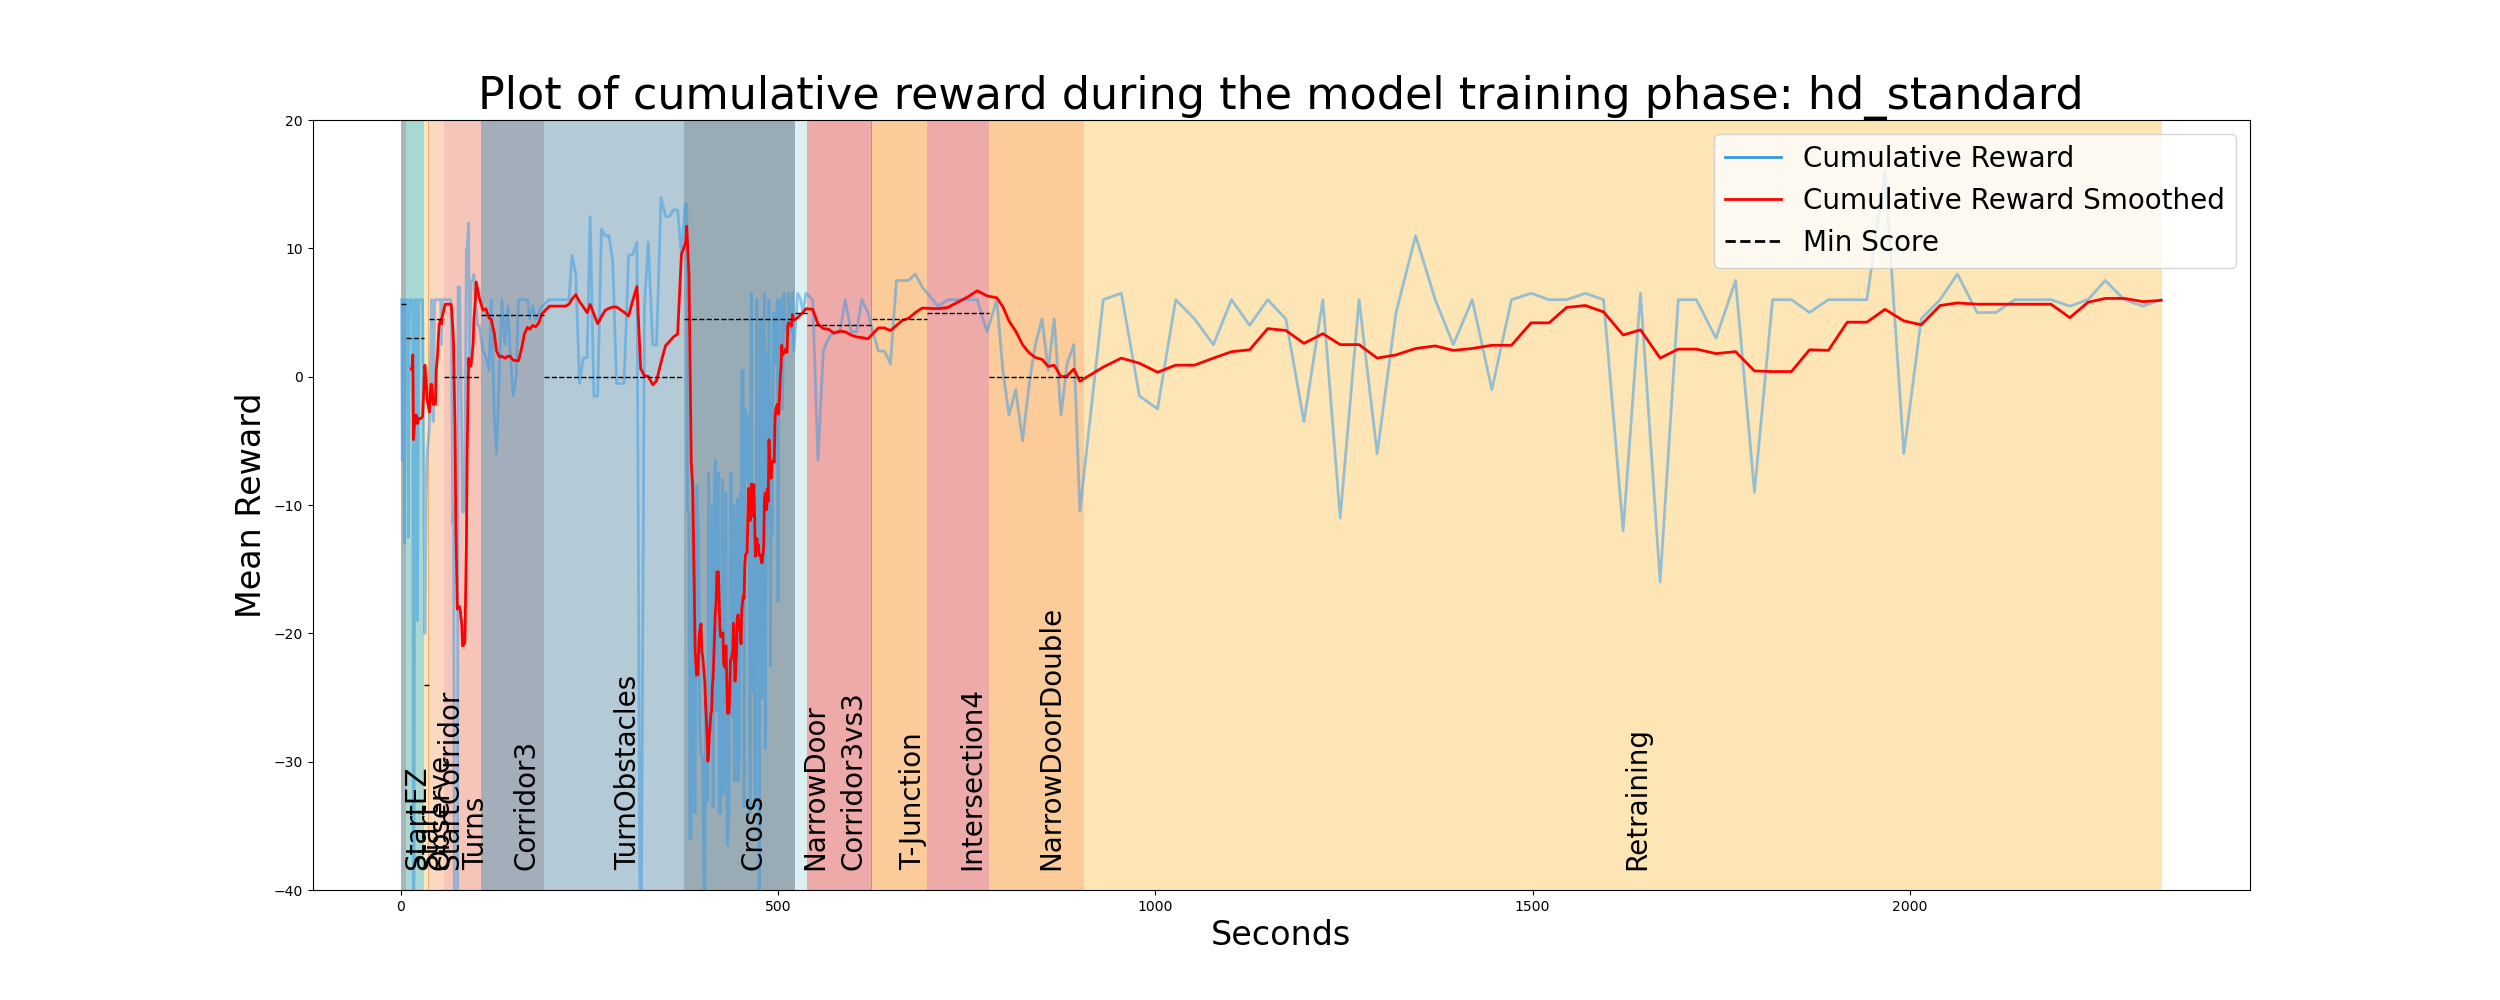 Plot of cumulative reward during the model training phase: hd_standard
Cumulative Reward
Cumulative Reward Smoothed
Min Score
Mean Reward
20
10
0
−10
−20
−30
−40
StartEZ
Observe
StartCorridor
Turns
Corridor3
TurnObstacles
Cross
NarrowDoor
Corridor3vs3
T-Junction
Intersection4
NarrowDoorDouble
Retraining
0
500
1000
1500
2000
Seconds